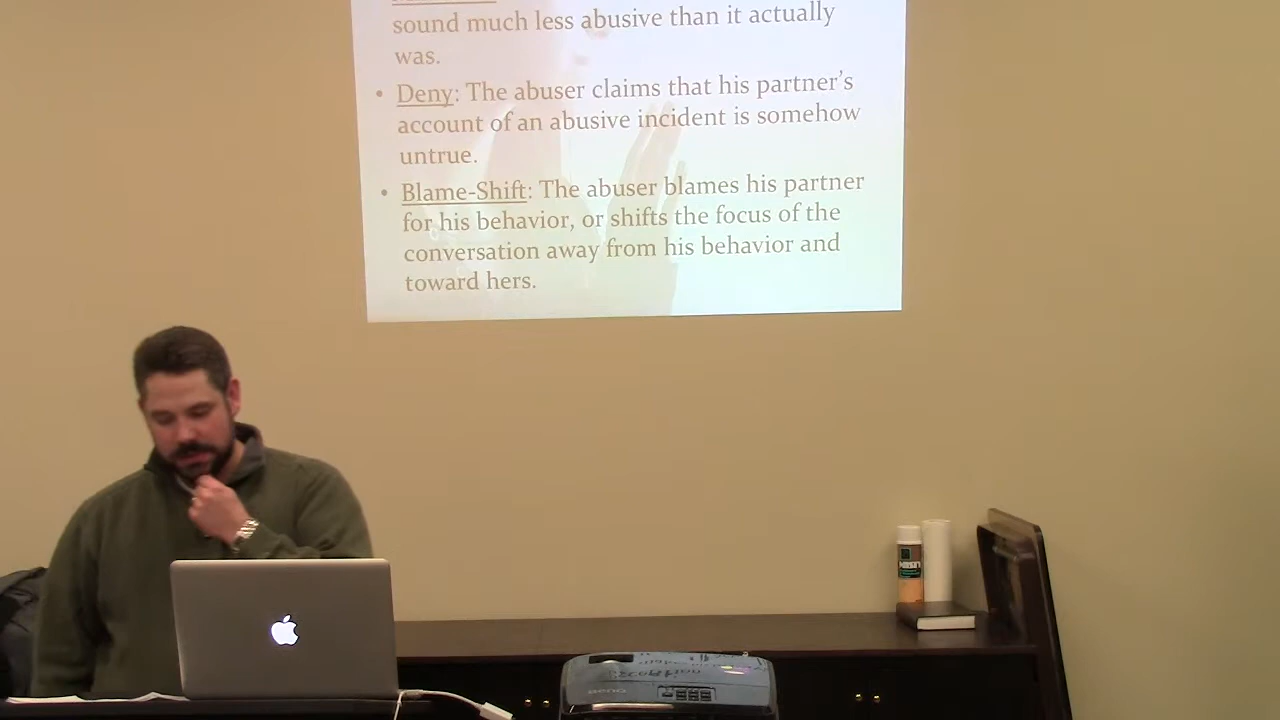 sound much less abusive than it actually
was.
• Deny: The abuser claims that his partner's
account of an abusive incident is somehow
untrue.
• Blame-Shift: The abuser blames his partner
for his behavior, or shifts the focus of the
conversation away from his behavior and
toward hers.
BENQ